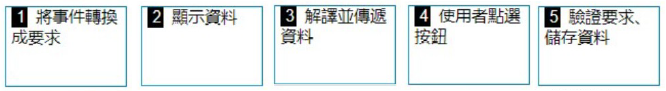 1 將事件轉換
成要求
2 顯示資料
3 解譯並傳遞
資料
4 使用者點選
按鈕
5 驗證要求、
儲存資料